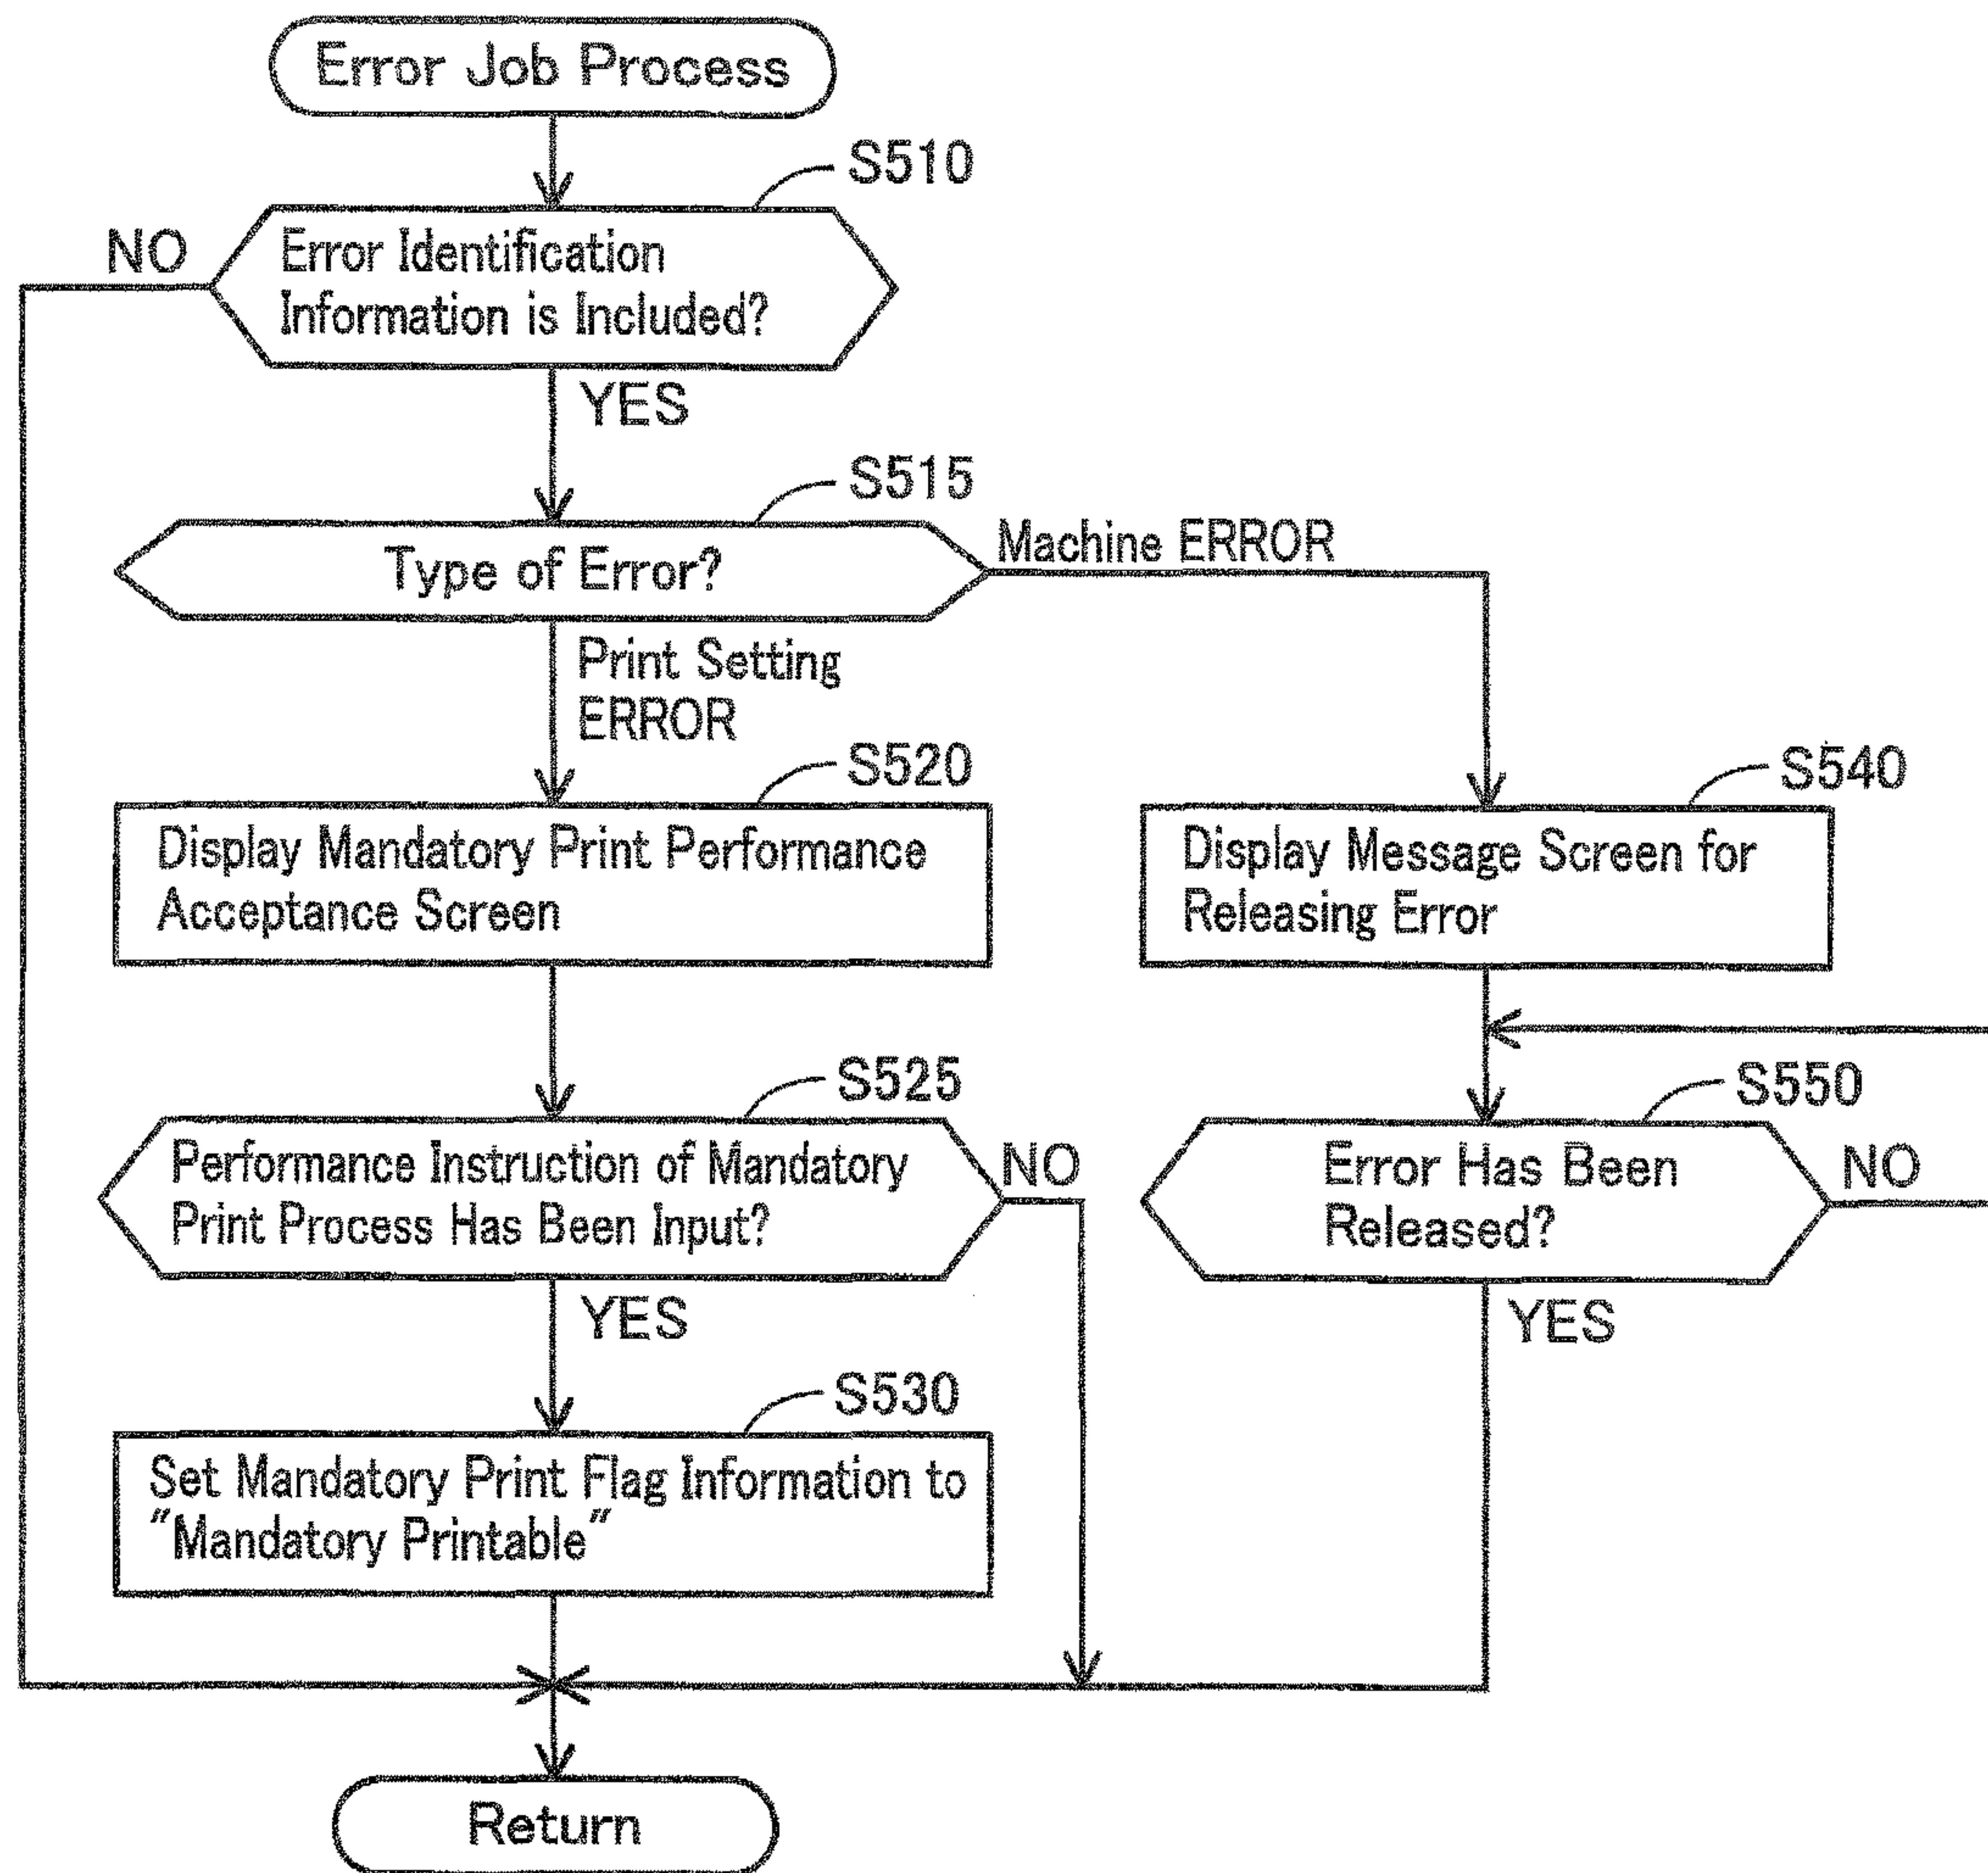 Error Job Process
S510
NO
Error Identification
Information is Included?
YES
S515
Type of Error?
Machine ERROR
Print Setting
ERROR
S520
Display Mandatory Print Performance
Acceptance Screen
S540
Display Message Screen for
Releasing Error
S525
Performance Instruction of Mandatory
Print Process Has Been Input?
NO
YES
S550
Error Has Been
Released?
NO
YES
S530
Set Mandatory Print Flag Information to
"Mandatory Printable"
Return